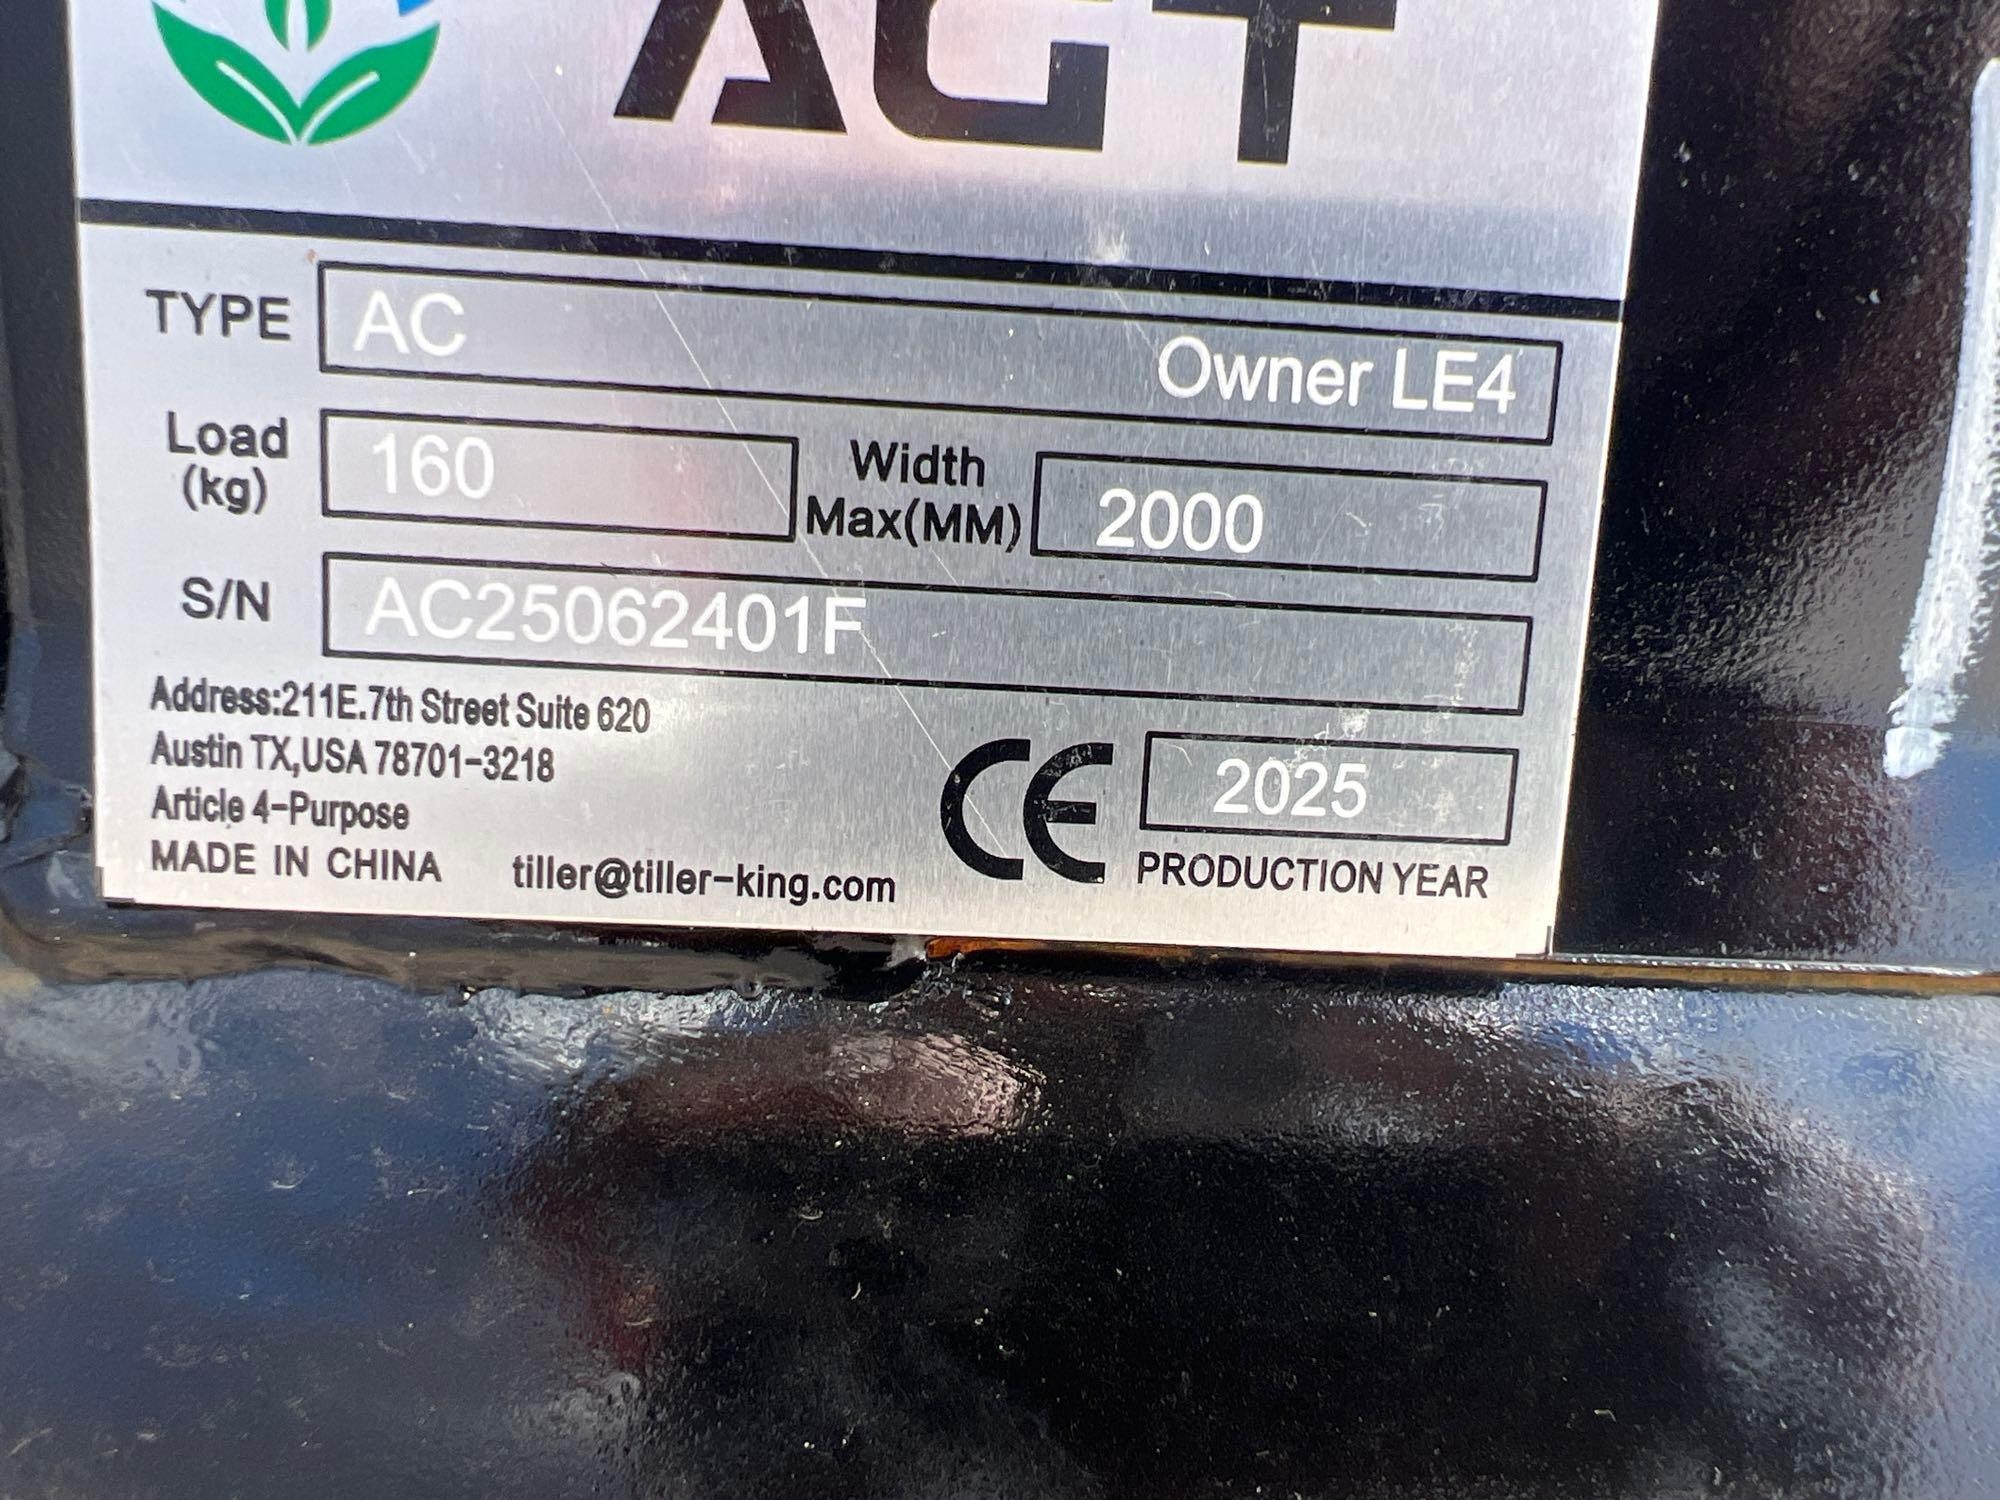 AGT
TYPE AC Owner LE4
Load (kg) 160 Width Max(MM) 2000
S/N AC25062401F
Address:211E.7th Street Suite 620
Austin TX,USA 78701-3218
Article 4-Purpose
MADE IN CHINA tiller@tiller-king.com
CE 2025
PRODUCTION YEAR